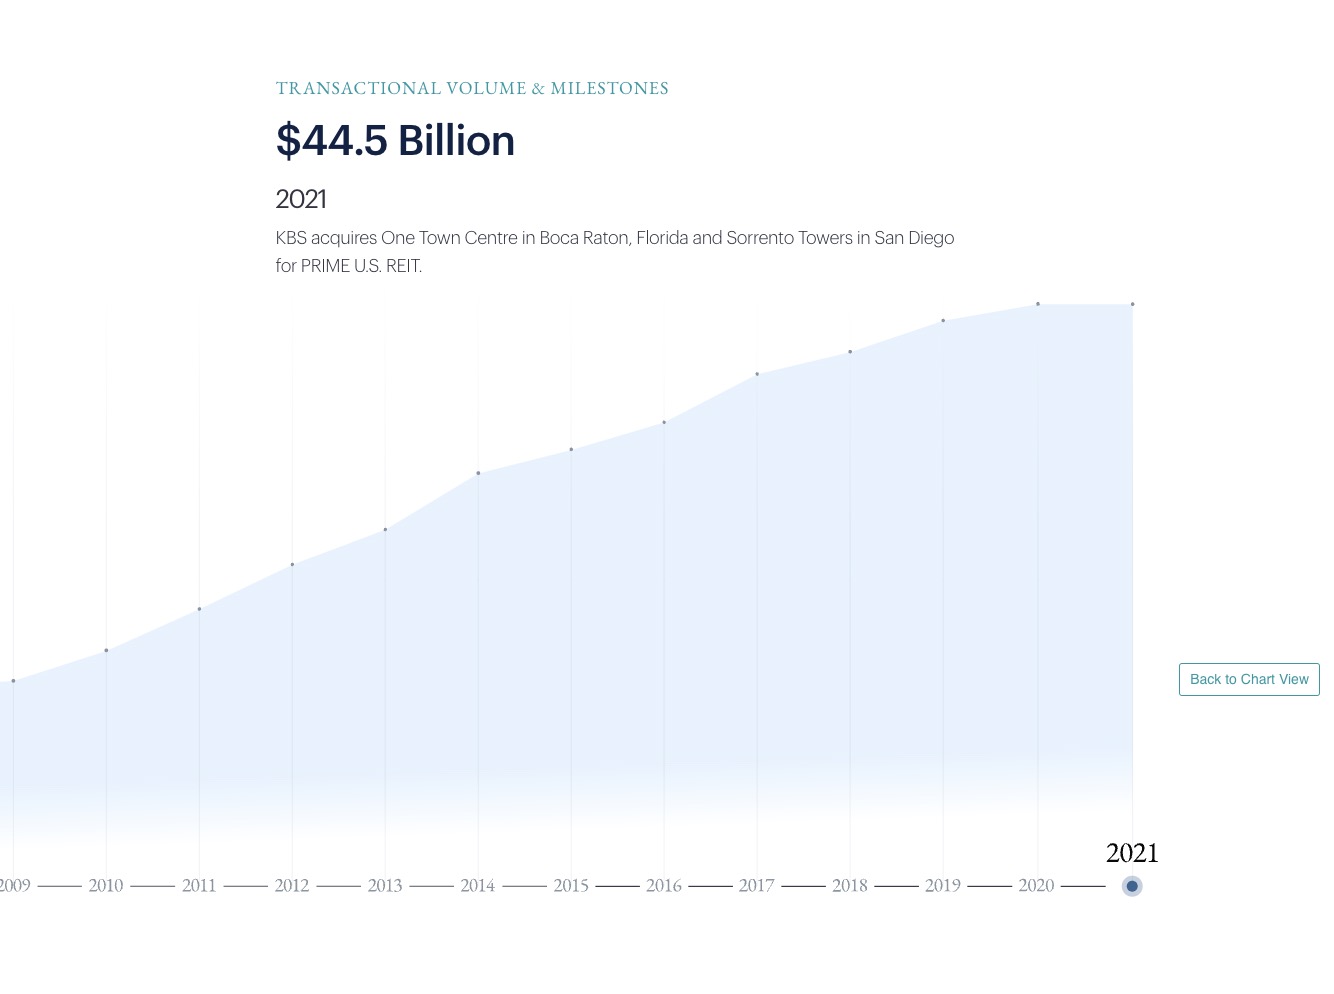 TRANSACTIONAL VOLUME & MILESTONES
$44.5 Billion
2021
KBS acquires One Town Centre in Boca Raton, Florida and Sorrento Towers in San Diego
for PRIME U.S. REIT.
Back to Chart View
2021
2009 2010 2011 2012 2013 2014 2015 2016 2017 2018 2019 2020